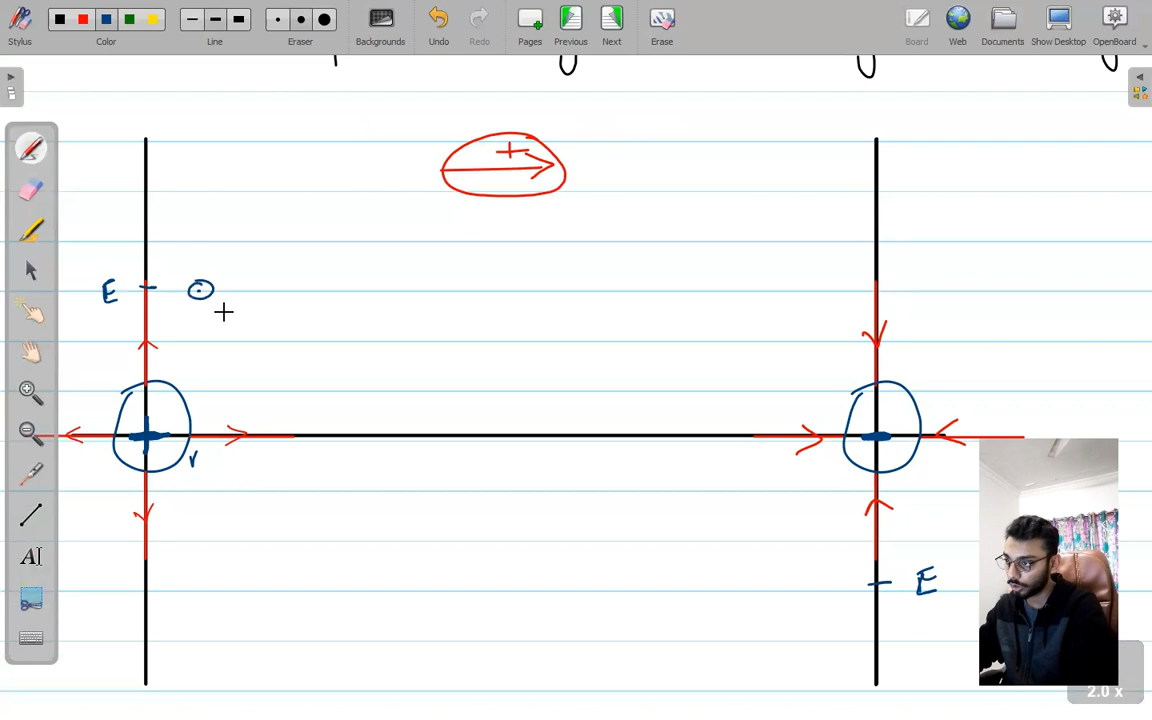 Stylus Color Line Eraser Backgrounds Undo Redo Pages Previous Next Erase Board Web Documents Show Desktop OpenBoard
+
E
r
- E
A
2.0 x